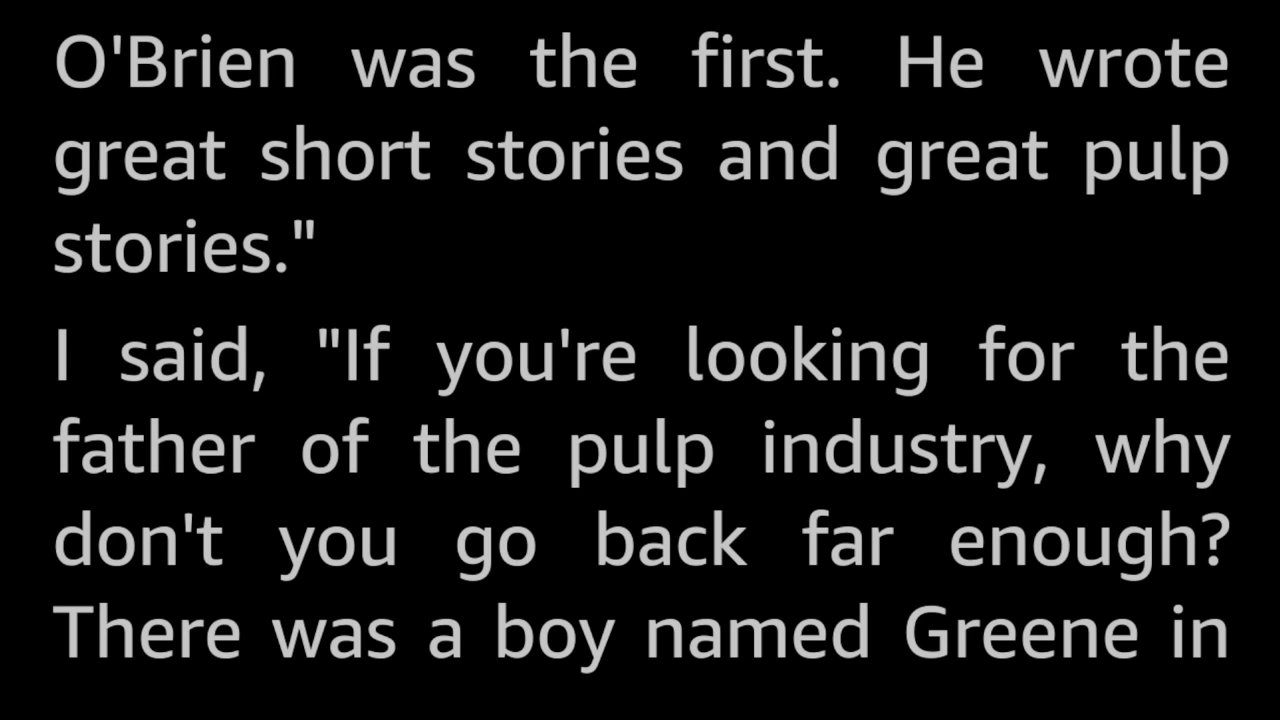 O'Brien was the first. He wrote
great short stories and great pulp
stories."
I said, "If you're looking for the
father of the pulp industry, why
don't you go back far enough?
There was a boy named Greene in